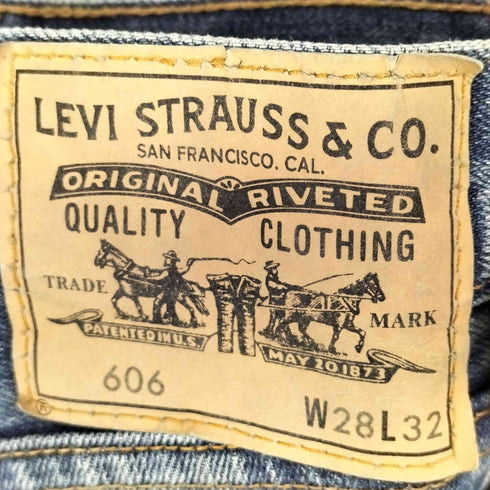 LEVI STRAUSS & CO.
SAN FRANCISCO, CAL.
ORIGINAL RIVETED
QUALITY CLOTHING
TRADE MARK
PATENTED IN U.S.
MAY 20 1873
606
W28L32
®